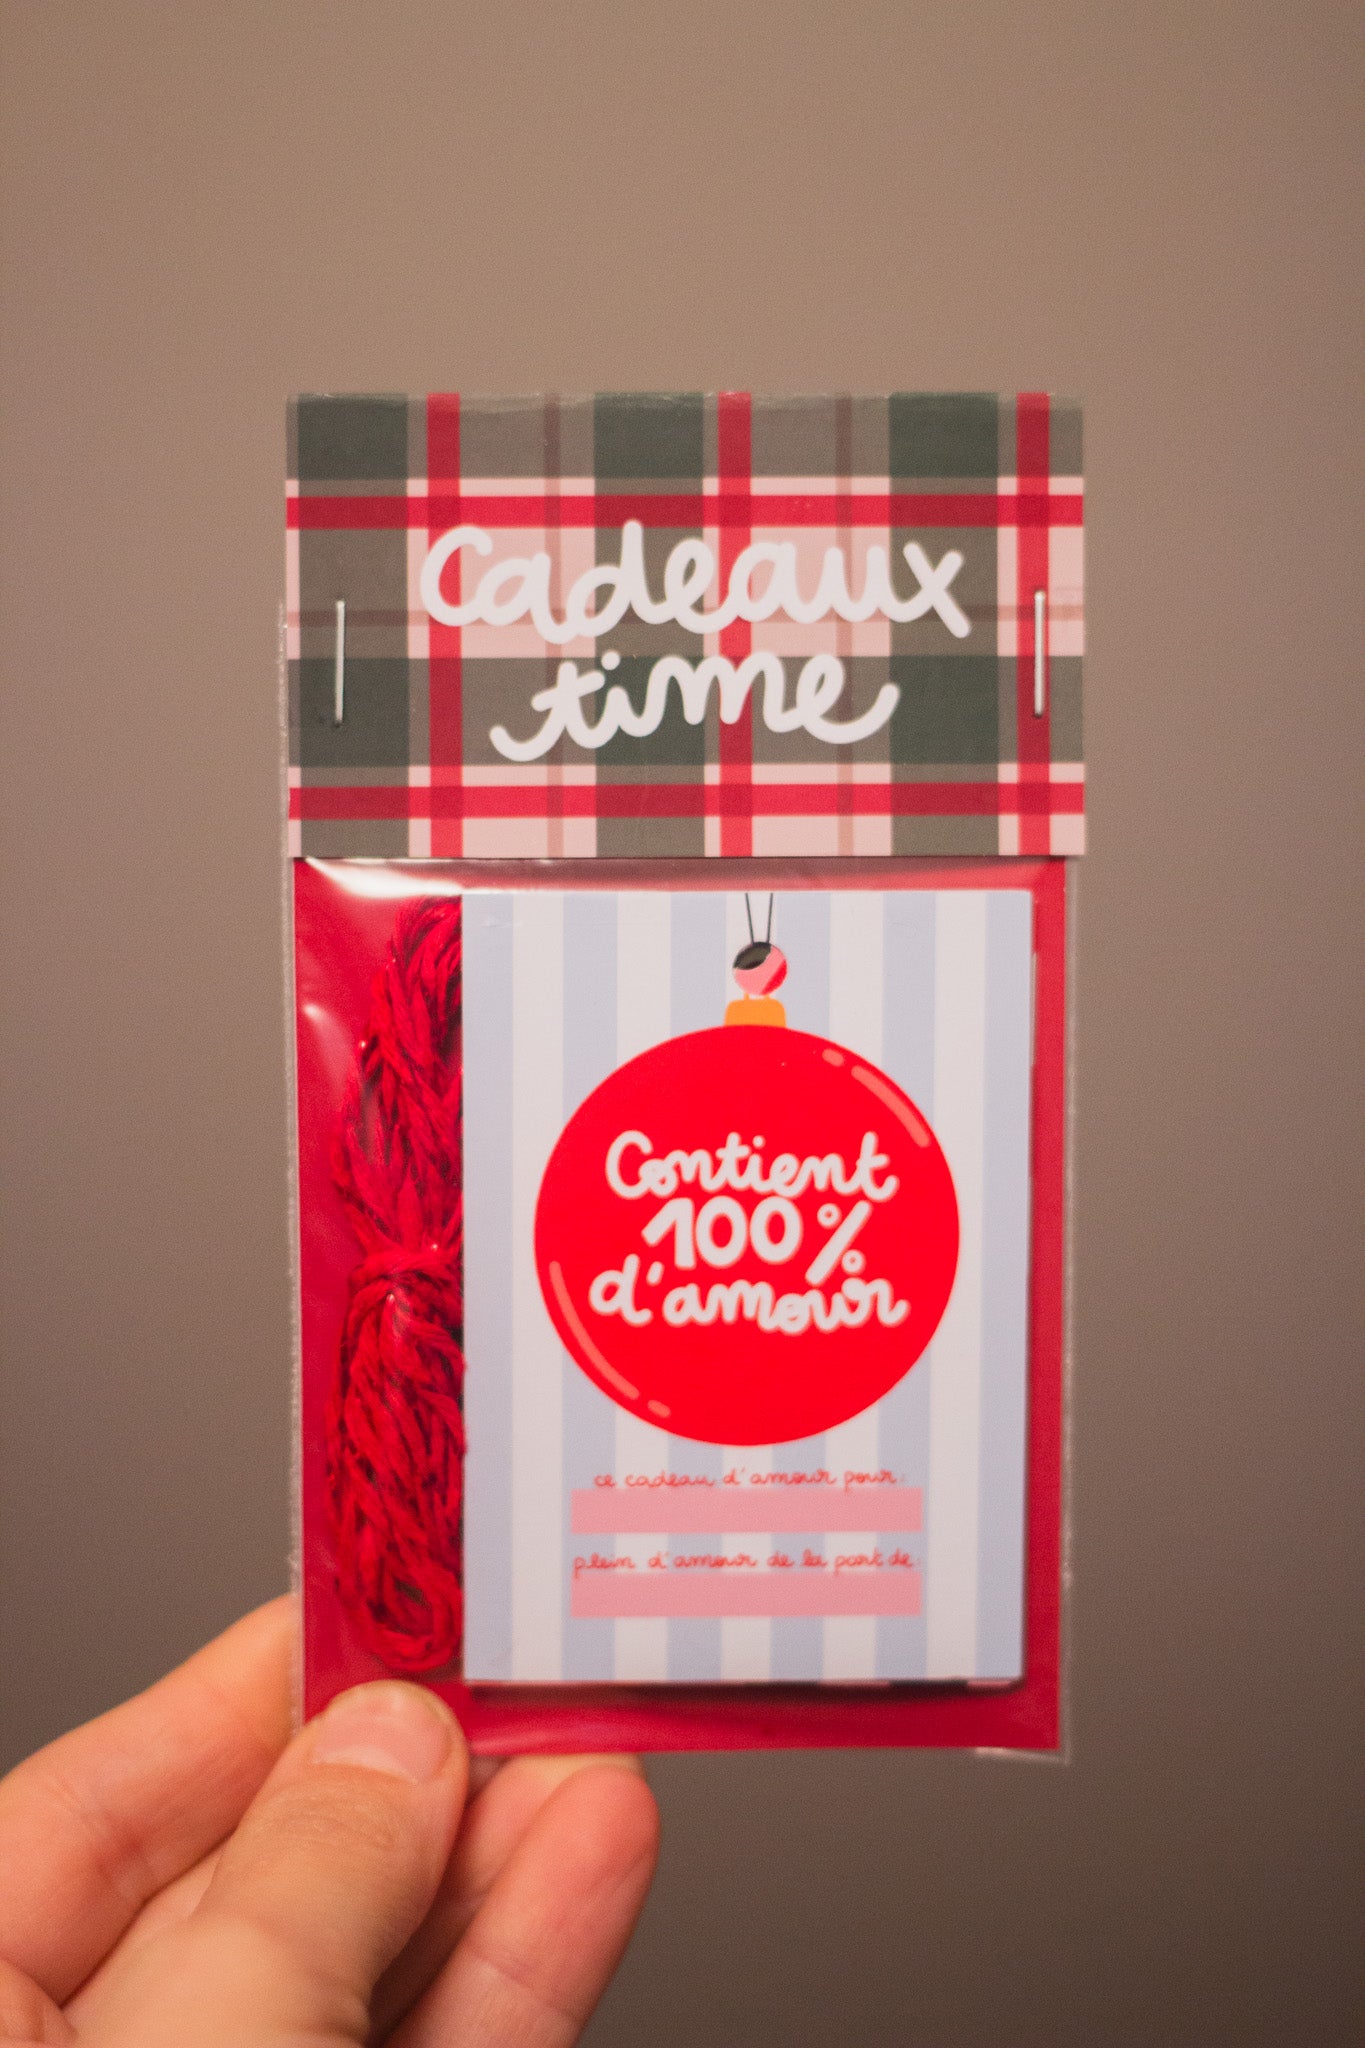 Cadeaux
time
Contient
100%
d'amour
ce cadeau d'amour pour:
plein d'amour de la part de: